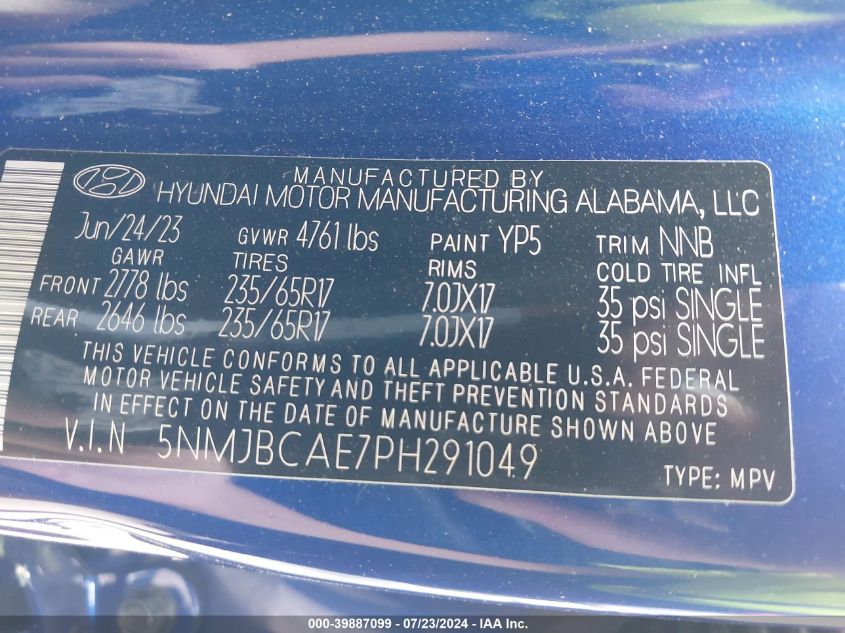 MANUFACTURED BY
HYUNDAI MOTOR MANUFACTURING ALABAMA, LLC
Jun/24/23 GVWR 4761 lbs PAINT YP5 TRIM NNB
GAWR TIRES RIMS COLD TIRE INFL
FRONT 2778 lbs 235/65R17 7.0JX17 35 psi SINGLE
REAR 2646 lbs 235/65R17 7.0JX17 35 psi SINGLE
THIS VEHICLE CONFORMS TO ALL APPLICABLE U.S.A. FEDERAL
MOTOR VEHICLE SAFETY AND THEFT PREVENTION STANDARDS
IN EFFECT ON THE DATE OF MANUFACTURE SHOWN ABOVE
V.I.N 5NMJBCAE7PH291049
TYPE: MPV
000-39887099 - 07/23/2024 - IAA Inc.